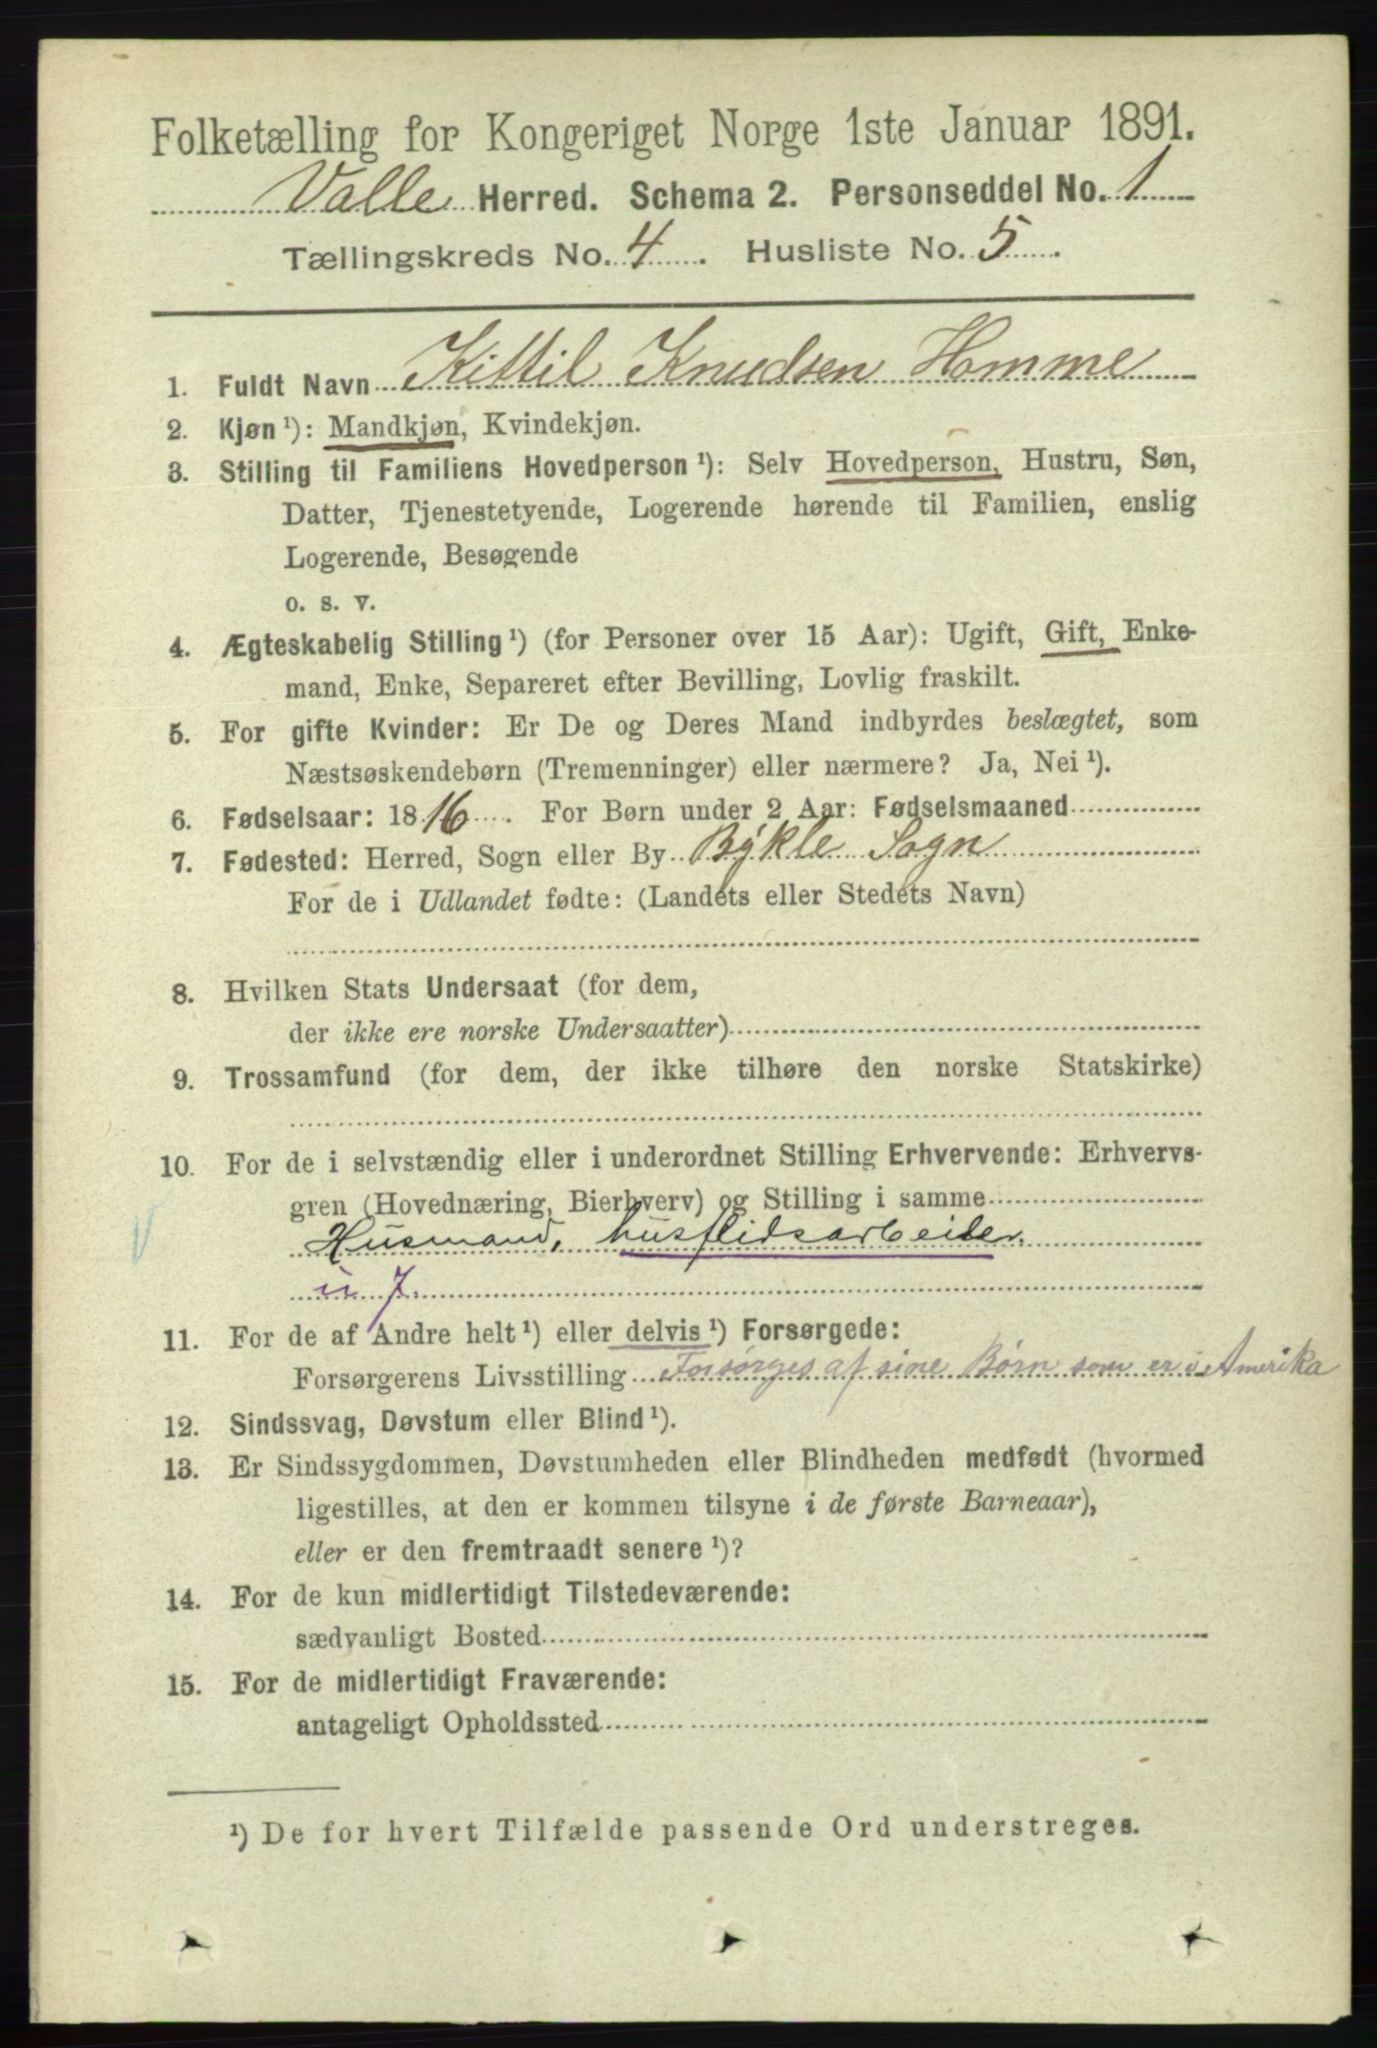 Folketælling for Kongeriget Norge 1ste Januar 1891.
Valle Herred. Schema 2. Personseddel No. 1
Tællingskreds No. 4. Husliste No. 5.
1. Fuldt Navn Kittil Knudsen Homme
2. Kjøn ¹): Mandkjøn, Kvindekjøn.
3. Stilling til Familiens Hovedperson ¹): Selv Hovedperson, Hustru, Søn,
Datter, Tjenestetyende, Logerende hørende til Familien, enslig
Logerende, Besøgende
o. s. v.
4. Ægteskabelig Stilling ¹) (for Personer over 15 Aar): Ugift, Gift, Enke-
mand, Enke, Separeret efter Bevilling, Lovlig fraskilt.
5. For gifte Kvinder: Er De og Deres Mand indbyrdes beslægtet, som
Næstsøskendebørn (Tremenninger) eller nærmere? Ja, Nei ¹).
6. Fødselsaar: 1816. For Børn under 2 Aar: Fødselsmaaned
7. Fødested: Herred, Sogn eller By Bykle Sogn
For de i Udlandet fødte: (Landets eller Stedets Navn)
8. Hvilken Stats Undersaat (for dem,
der ikke ere norske Undersaatter)
9. Trossamfund (for dem, der ikke tilhøre den norske Statskirke)
10. For de i selvstændig eller i underordnet Stilling Erhvervende: Erhvervs-
gren (Hovednæring, Bierhverv) og Stilling i samme
Husmand, husflidsarbeider.
7.
11. For de af Andre helt ¹) eller delvis ¹) Forsørgede:
Forsørgerens Livsstilling Forsørges af sine Børn som er i Amerika
12. Sindssvag, Døvstum eller Blind ¹).
13. Er Sindssygdommen, Døvstumheden eller Blindheden medfødt (hvormed
ligestilles, at den er kommen tilsyne i de første Barneaar),
eller er den fremtraadt senere ¹)?
14. For de kun midlertidigt Tilstedeværende:
sædvanligt Bosted
15. For de midlertidigt Fraværende:
antageligt Opholdssted
¹) De for hvert Tilfælde passende Ord understreges.